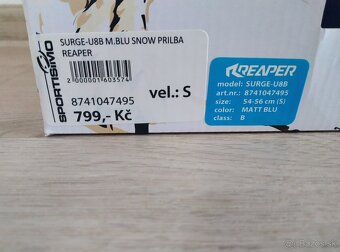 SPORTISIMO
SURGE-U8B M.BLU SNOW PRILBA
REAPER
2 000001 603574
vel.: S
8741047495
799,- Kč
REAPER
model: SURGE-U8B
art.nr.: 8741047495
size: 54-56 cm (S)
color: MATT BLU
class: B